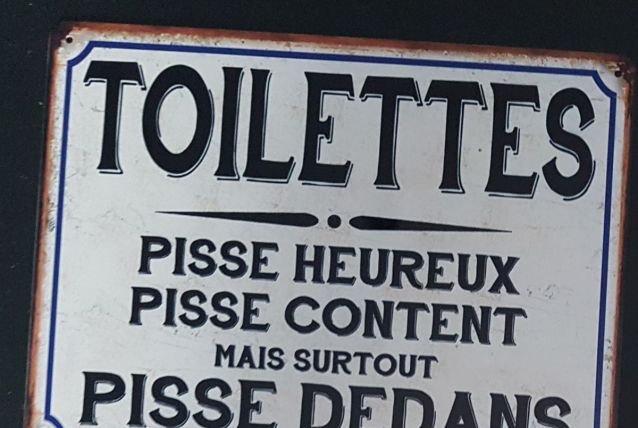 TOILETTES
PISSE HEUREUX
PISSE CONTENT
MAIS SURTOUT
PISSE DEDANS